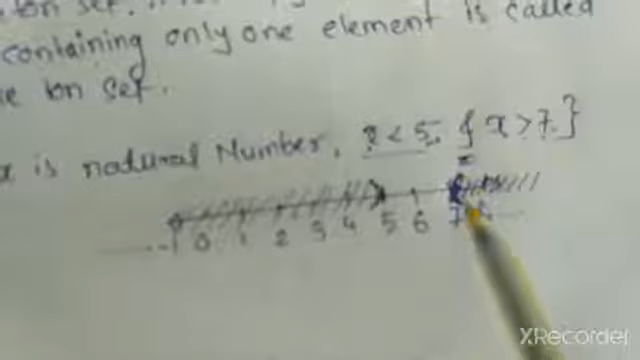 containing only one element is called
ton set.
x is natural Number, x < 5, { x > 7. }
0 1 2 3 4 5 6 7 8
XRecorder